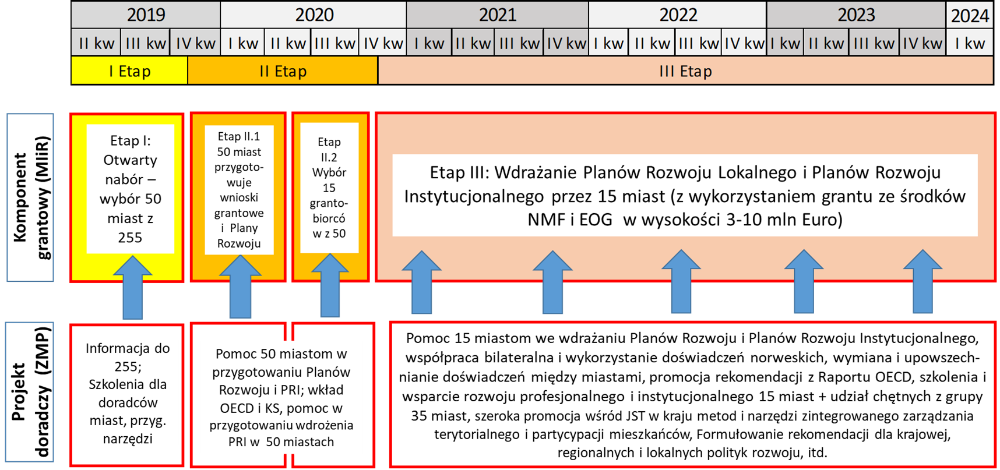 2019 2020 2021 2022 2023 2024
II kw III kw IV kw I kw II kw III kw IV kw I kw II kw III kw IV kw I kw II kw III kw IV kw I kw II kw III kw IV kw I kw
I Etap II Etap III Etap
Komponent
grantowy (MIiR)
Etap I:
Otwarty
nabór –
wybór 50
miast z
255
Etap II.1
50 miast
przygoto-
wuje
wnioski
grantowe
i Plany
Rozwoju
Etap
II.2
Wybór
15
granto-
biorcó
w z 50
Etap III: Wdrażanie Planów Rozwoju Lokalnego i Planów Rozwoju
Instytucjonalnego przez 15 miast (z wykorzystaniem grantu ze środków
NMF i EOG w wysokości 3-10 mln Euro)
Projekt
doradczy (ZMP)
Informacja do
255;
Szkolenia dla
doradców
miast, przyg.
narzędzi
Pomoc 50 miastom w
przygotowaniu Planów
Rozwoju i PRI; wkład
OECD i KS, pomoc w
przygotowaniu wdrożenia
PRI w 50 miastach
Pomoc 15 miastom we wdrażaniu Planów Rozwoju i Planów Rozwoju Instytucjonalnego,
współpraca bilateralna i wykorzystanie doświadczeń norweskich, wymiana i upowszech-
nianie doświadczeń między miastami, promocja rekomendacji z Raportu OECD, szkolenia i
wsparcie rozwoju profesjonalnego i instytucjonalnego 15 miast + udział chętnych z grupy
35 miast, szeroka promocja wśród JST w kraju metod i narzędzi zintegrowanego zarządzania
terytorialnego i partycypacji mieszkańców, Formułowanie rekomendacji dla krajowej,
regionalnych i lokalnych polityk rozwoju, itd.